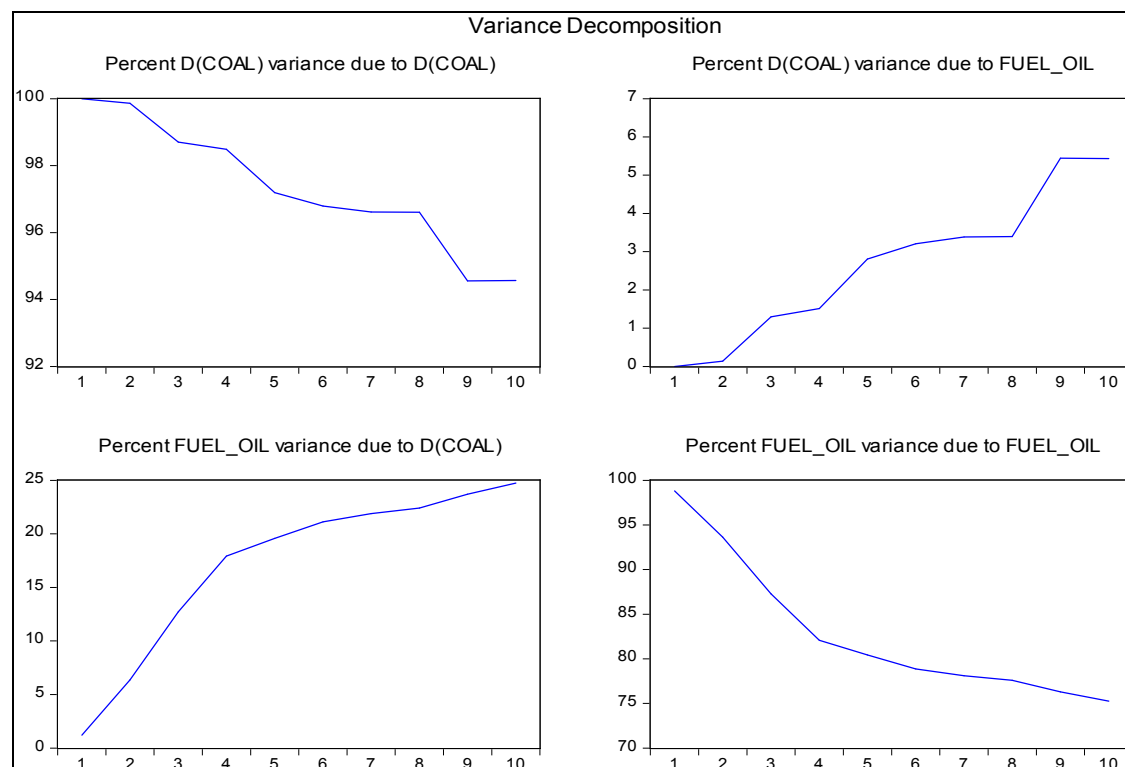 Variance Decomposition
Percent D(COAL) variance due to D(COAL)
100
98
96
94
92
1 2 3 4 5 6 7 8 9 10
Percent D(COAL) variance due to FUEL_OIL
7
6
5
4
3
2
1
0
1 2 3 4 5 6 7 8 9 10
Percent FUEL_OIL variance due to D(COAL)
25
20
15
10
5
0
1 2 3 4 5 6 7 8 9 10
Percent FUEL_OIL variance due to FUEL_OIL
100
95
90
85
80
75
70
1 2 3 4 5 6 7 8 9 10